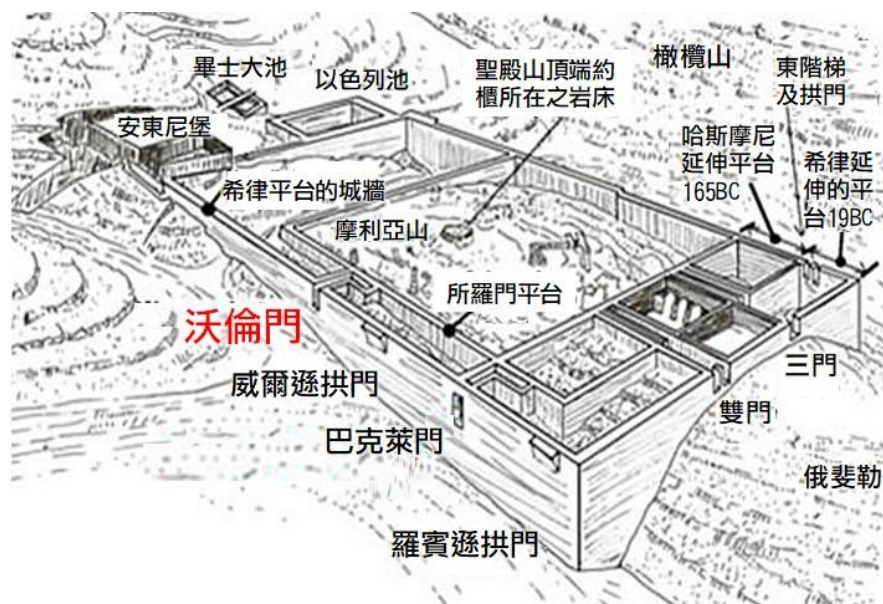 橄欖山
聖殿山頂端約
櫃所在之岩床
東階梯
及拱門
畢士大池
以色列池
安東尼堡
哈斯摩尼
延伸平台
165BC
希律延
伸的平
台19BC
希律平台的城牆
摩利亞山
所羅門平台
沃倫門
威爾遜拱門
三門
巴克萊門
雙門
俄斐勒
羅賓遜拱門